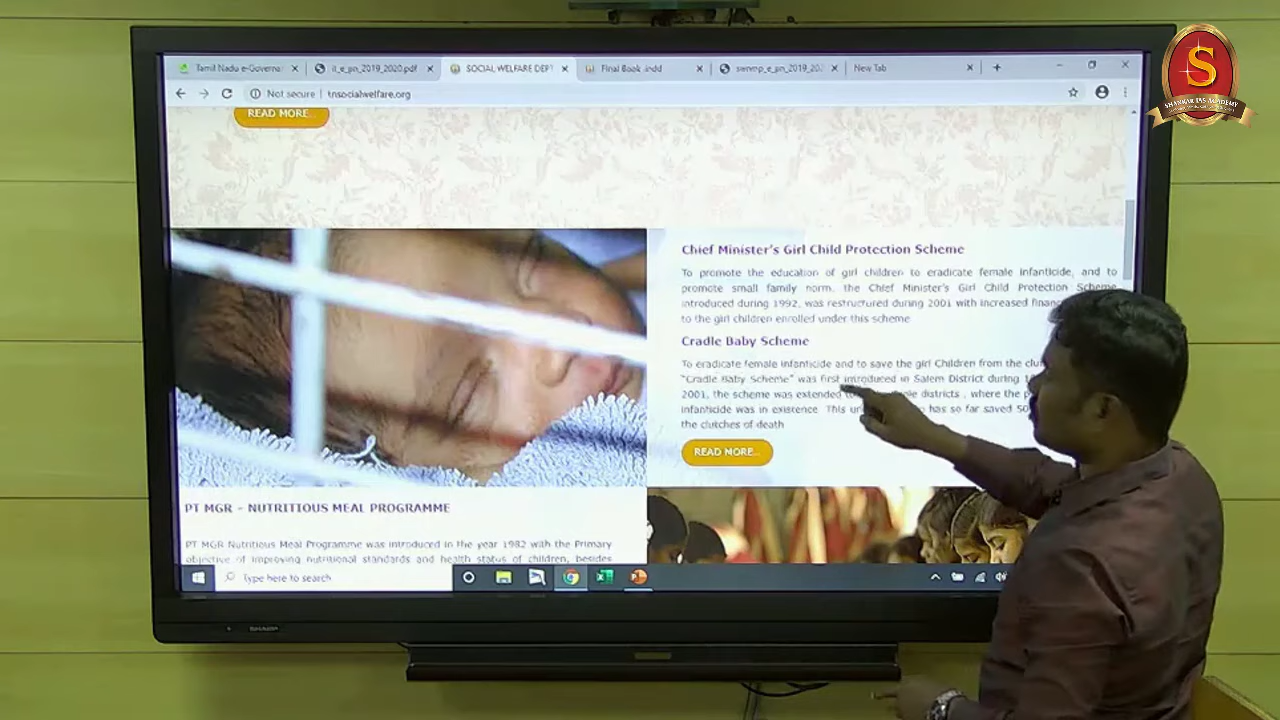 Tamil Nadu e-Governa
it_e_pn_2019_2020.pdf
SOCIAL WELFARE DEPT
Final Book .indd
swnmp_e_pn_2019_202
New Tab
Not secure | tnsocialwelfare.org
S
SHANKAR IAS ACADEMY
READ MORE...
Chief Minister's Girl Child Protection Scheme
To promote the education of girl children to eradicate female infanticide, and to
promote small family norm, the Chief Minister's Girl Child Protection Scheme
introduced during 1992, was restructured during 2001 with increased
to the girl children enrolled under this scheme
Cradle Baby Scheme
To eradicate female infanticide and to save the girl Children from the
"Cradle Baby Scheme" was first introduced in Salem District during
2001, the scheme was extended districts , where the
infanticide was in existence. This has so far saved
the clutches of death
READ MORE...
PT MGR – NUTRITIOUS MEAL PROGRAMME
PT MGR Nutritious Meal Programme was introduced in the year 1982 with the Primary
objective of improving nutritional standards and health status of children, besides
Type here to search
SHARP